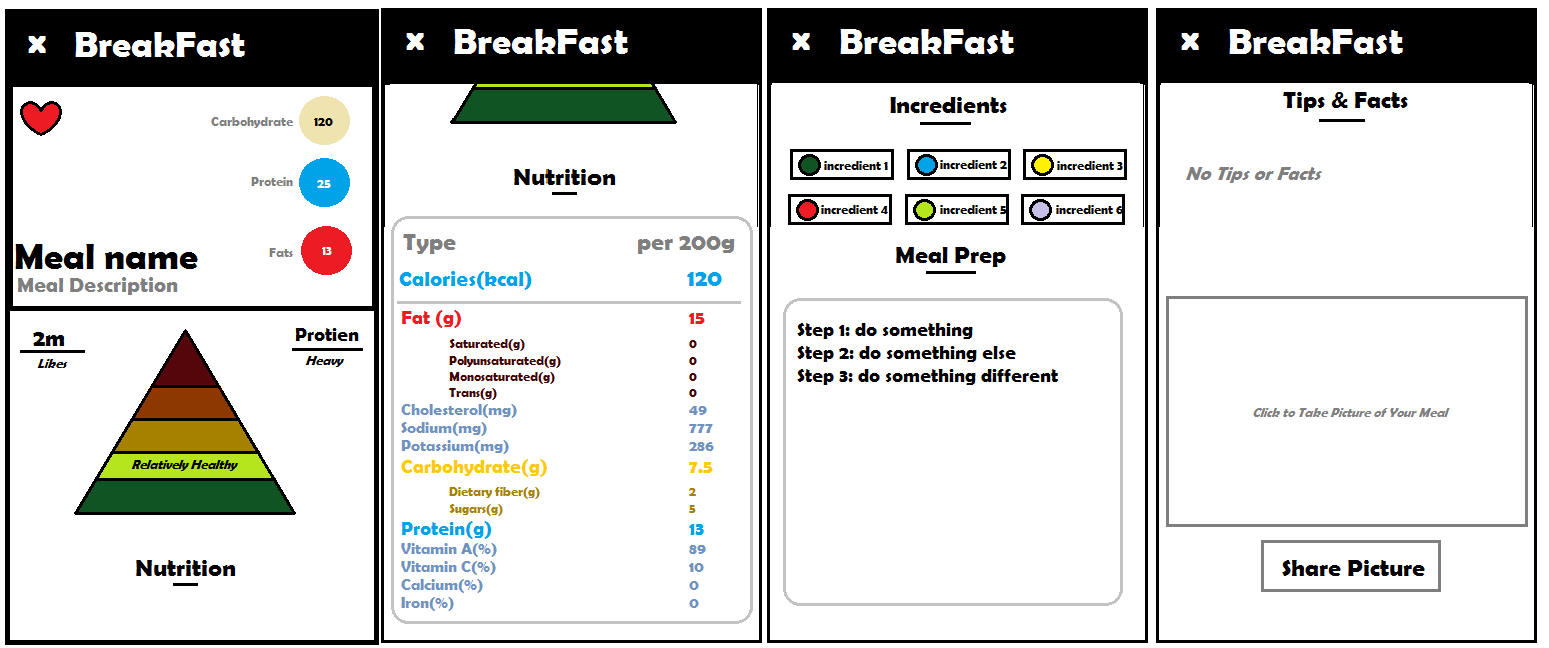 x BreakFast
Carbohydrate 120
Protein 25
Fats 13
Meal name
Meal Description
2m
Likes
Protien
Heavy
Relatively Healthy
Nutrition
x BreakFast
Nutrition
Type per 200g
Calories(kcal) 120
Fat (g) 15
Saturated(g) 0
Polyunsaturated(g) 0
Monosaturated(g) 0
Trans(g) 0
Cholesterol(mg) 49
Sodium(mg) 777
Potassium(mg) 286
Carbohydrate(g) 7.5
Dietary fiber(g) 2
Sugars(g) 5
Protein(g) 13
Vitamin A(%) 89
Vitamin C(%) 10
Calcium(%) 0
Iron(%) 0
x BreakFast
Incredients
incredient 1 incredient 2 incredient 3
incredient 4 incredient 5 incredient 6
Meal Prep
Step 1: do something
Step 2: do something else
Step 3: do something different
x BreakFast
Tips & Facts
No Tips or Facts
Click to Take Picture of Your Meal
Share Picture